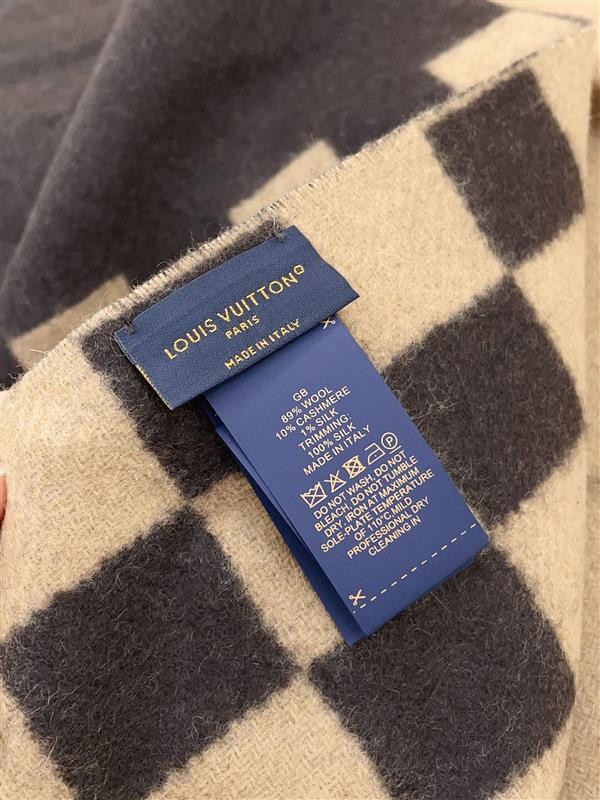 LOUIS VUITTON
PARIS
MADE IN ITALY
GB
89% WOOL
10% CASHMERE
1% SILK
TRIMMING:
100% SILK
MADE IN ITALY
P
DO NOT WASH, DO NOT
BLEACH, DO NOT TUMBLE
DRY, IRON AT MAXIMUM
SOLE-PLATE TEMPERATURE
OF 110°C, MILD
PROFESSIONAL DRY
CLEANING IN